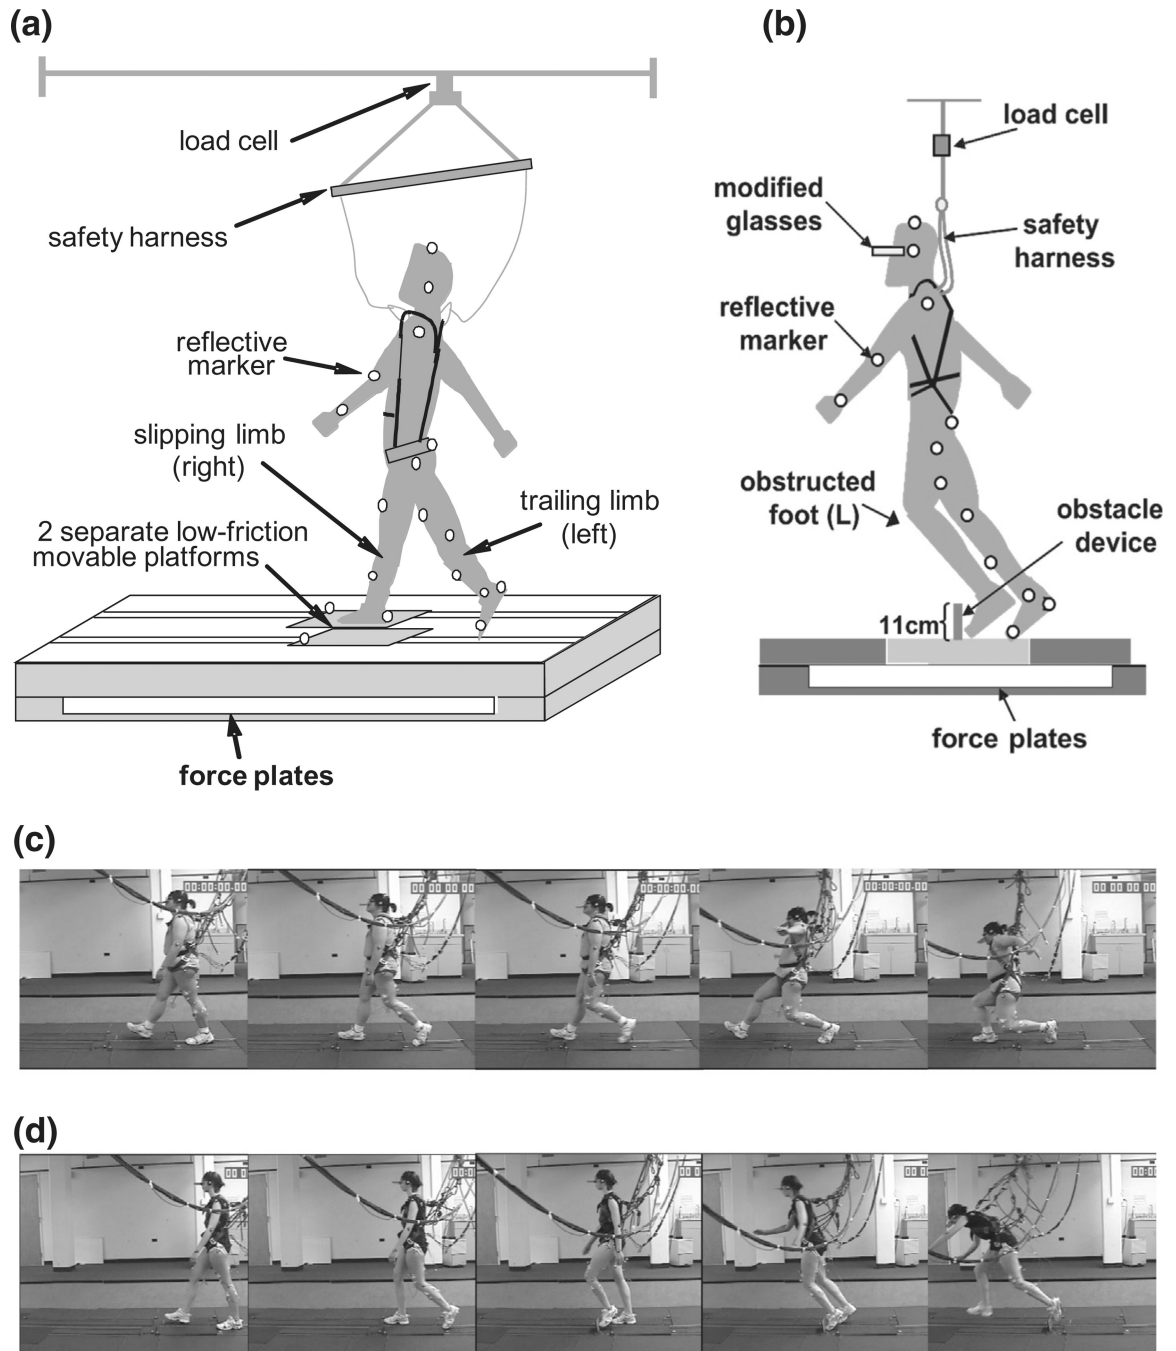 (a)
load cell
safety harness
reflective
marker
slipping limb
(right)
2 separate low-friction
movable platforms
trailing limb
(left)
force plates
(b)
load cell
modified
glasses
safety
harness
reflective
marker
obstructed
foot (L)
obstacle
device
11cm
force plates
(c)
(d)